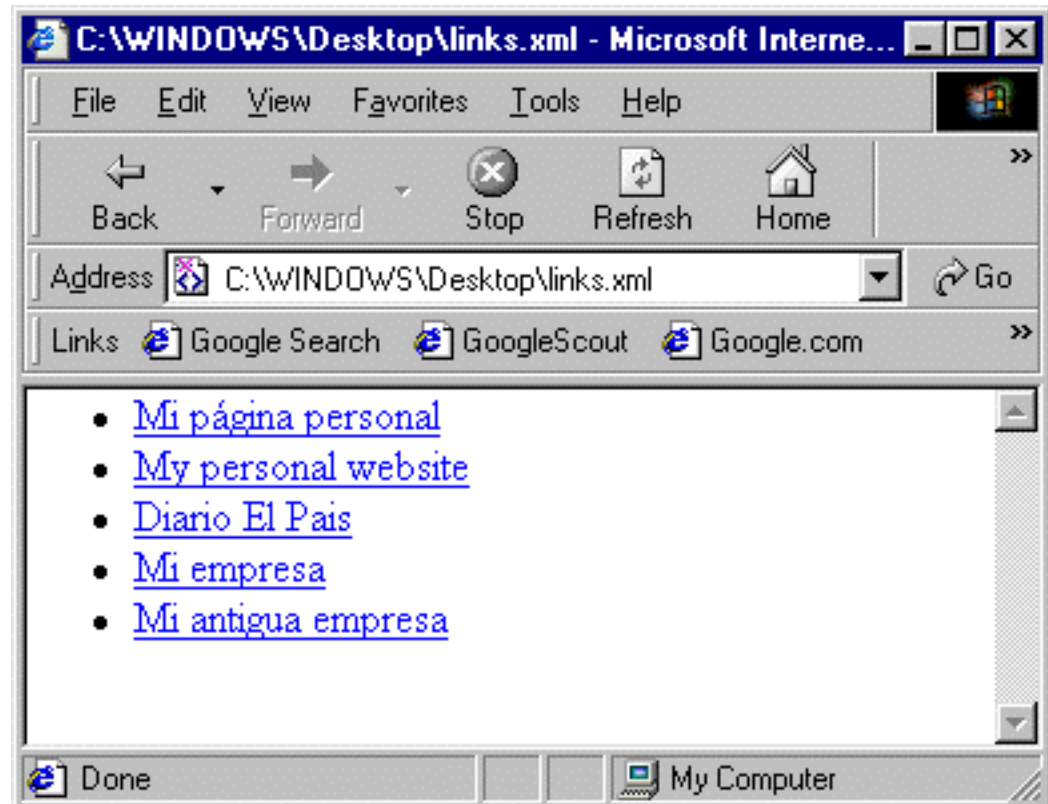 C:\WINDOWS\Desktop\links.xml - Microsoft Interne...
File Edit View Favorites Tools Help
»
Back Forward Stop Refresh Home
Address C:\WINDOWS\Desktop\links.xml Go
Links Google Search GoogleScout Google.com »
• Mi página personal
• My personal website
• Diario El Pais
• Mi empresa
• Mi antigua empresa
Done My Computer